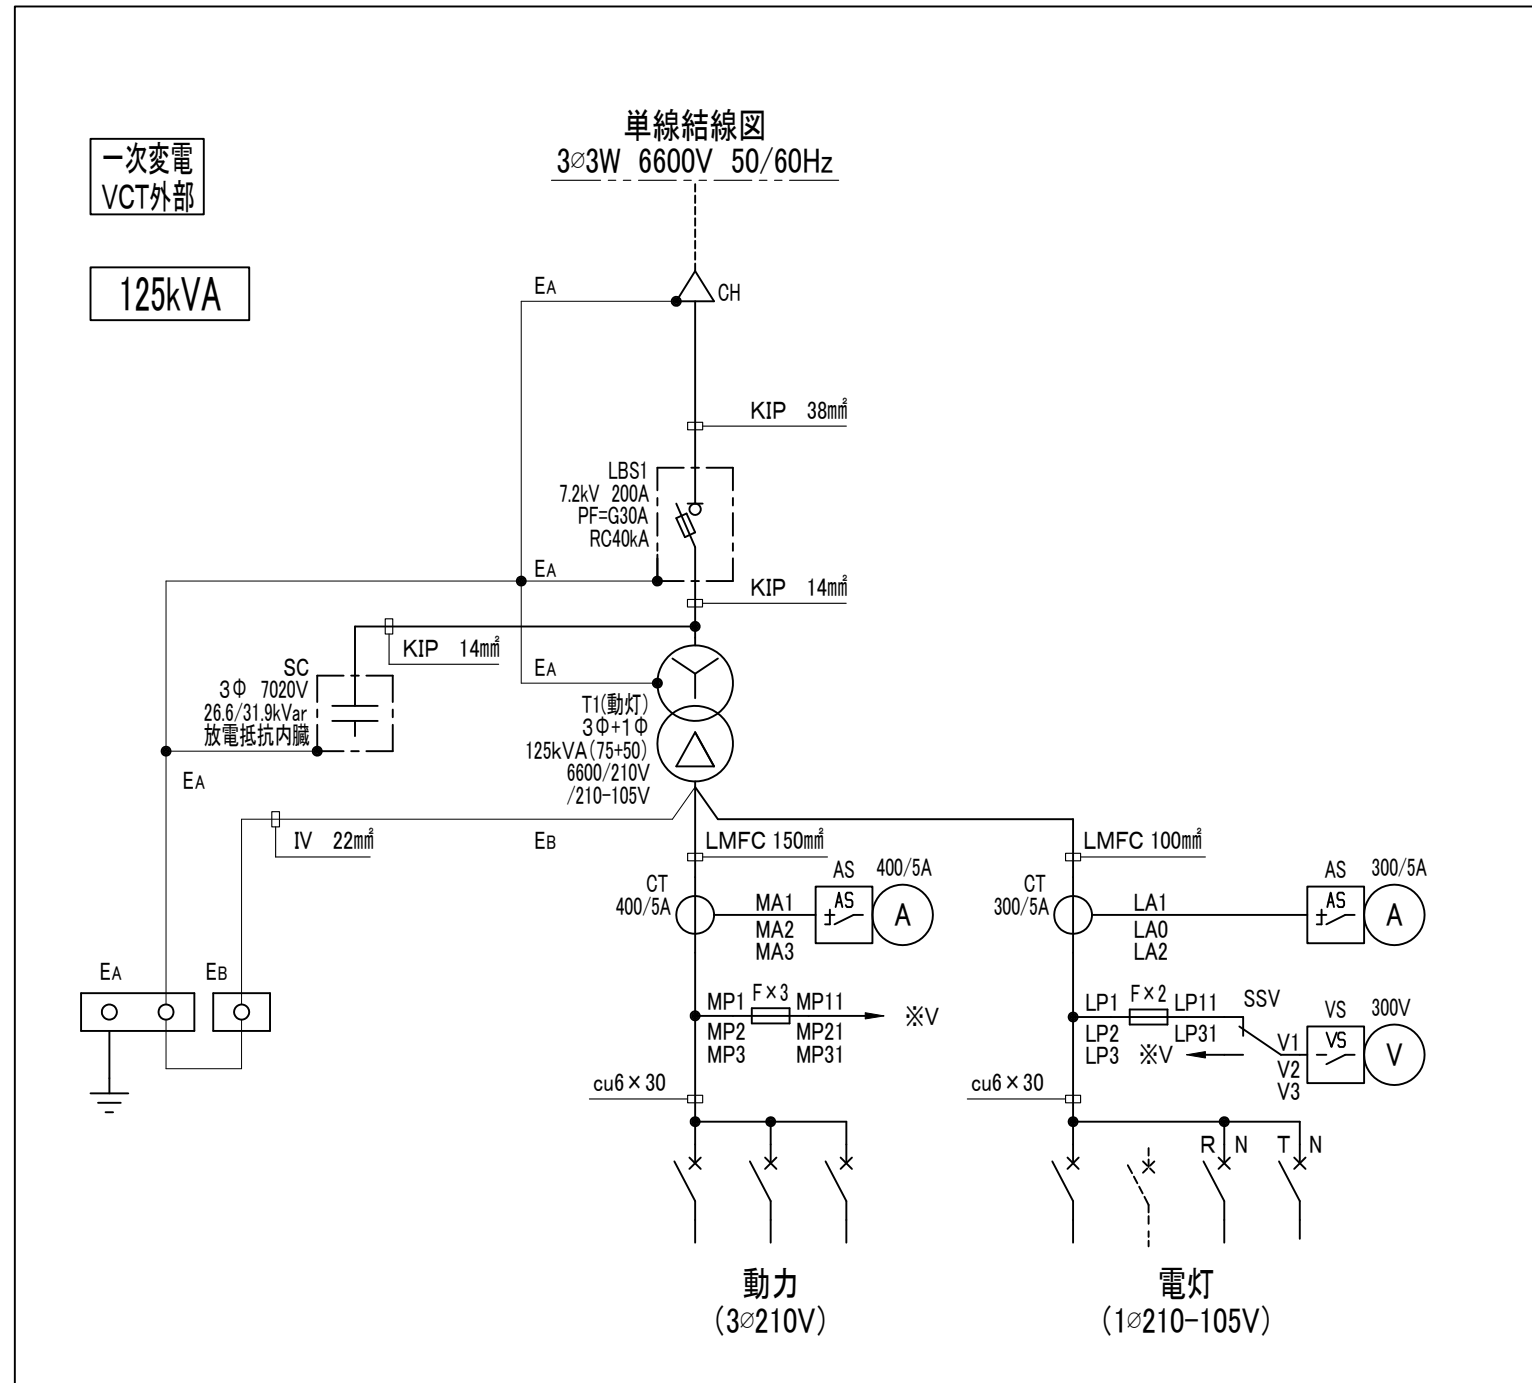 単線結線図
3∅3W 6600V 50/60Hz
一次変電
VCT外部
125kVA
EA
CH
KIP 38mm²
LBS1
7.2kV 200A
PF=G30A
RC40kA
EA
KIP 14mm²
KIP 14mm²
EA
SC
3Φ 7020V
26.6/31.9kVar
放電抵抗内臓
T1(動灯)
3Φ+1Φ
125kVA(75+50)
6600/210V
/210-105V
EA
IV 22mm²
EB
LMFC 150mm²
LMFC 100mm²
CT
400/5A
MA1
MA2
MA3
AS
AS
400/5A
A
CT
300/5A
LA1
LA0
LA2
AS
AS
300/5A
A
EA
EB
MP1
MP2
MP3
F×3
MP11
MP21
MP31
※V
LP1
LP2
LP3
F×2
LP11
LP31
※V
SSV
V1
V2
V3
VS
VS
300V
V
cu6×30
cu6×30
R N
T N
動力
(3∅210V)
電灯
(1∅210-105V)